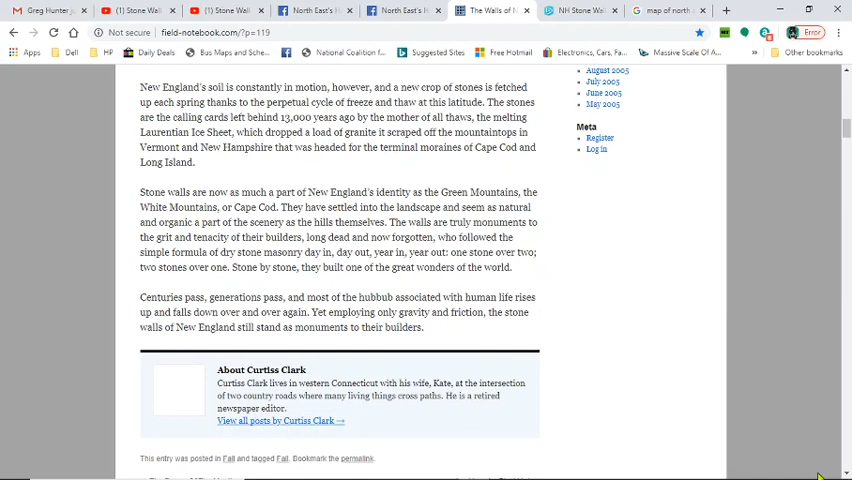 Greg Hunter ju
(1) Stone Wall
(1) Stone Wall
North East's H
North East's H
The Walls of N
NH Stone Wall
map of north a
Not secure
field-notebook.com/?p=119
Error
Apps
Dell
HP
Daily Deals
Bus Maps and Sche...
National Coalition f...
Suggested Sites
Free Hotmail
Electronics, Cars, Fa...
Massive Scale Of A...
Other bookmarks
New England's soil is constantly in motion, however, and a new crop of stones is fetched
up each spring thanks to the perpetual cycle of freeze and thaw at this latitude. The stones
are the calling cards left behind 13,000 years ago by the mother of all thaws, the melting
Laurentian Ice Sheet, which dropped a load of granite it scraped off the mountaintops in
Vermont and New Hampshire that was headed for the terminal moraines of Cape Cod and
Long Island.
Stone walls are now as much a part of New England's identity as the Green Mountains, the
White Mountains, or Cape Cod. They have settled into the landscape and seem as natural
and organic a part of the scenery as the hills themselves. The walls are truly monuments to
the grit and tenacity of their builders, long dead and now forgotten, who followed the
simple formula of dry stone masonry day in, day out, year in, year out: one stone over two;
two stones over one. Stone by stone, they built one of the great wonders of the world.
Centuries pass, generations pass, and most of the hubbub associated with human life rises
up and falls down over and over again. Yet employing only gravity and friction, the stone
walls of New England still stand as monuments to their builders.
About Curtiss Clark
Curtiss Clark lives in western Connecticut with his wife, Kate, at the intersection
of two country roads where many living things cross paths. He is a retired
newspaper editor.
View all posts by Curtiss Clark →
This entry was posted in Fall and tagged Fall. Bookmark the permalink.
August 2005
July 2005
June 2005
May 2005
Meta
Register
Log in